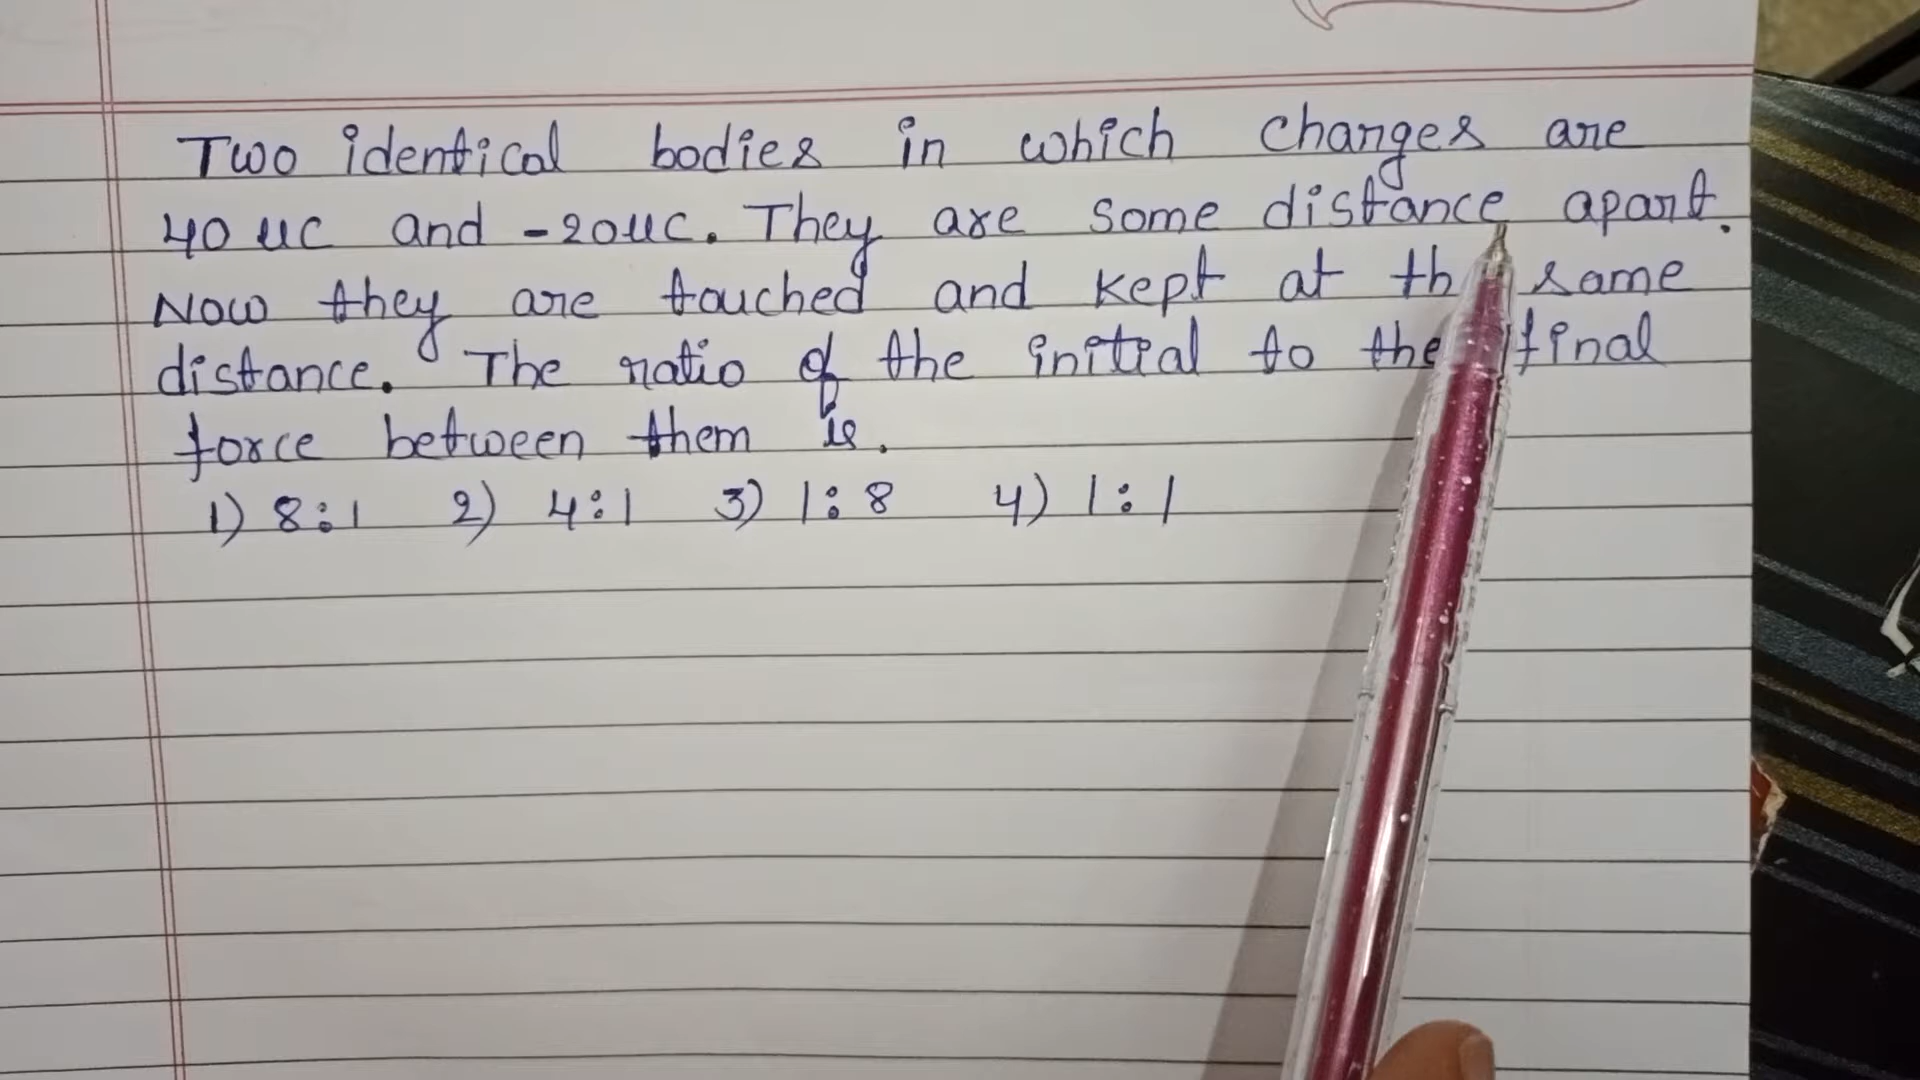 Two identical bodies in which charges are
40 uc and -20uc. They are some distance apart.
Now they are touched and kept at th same
distance. The ratio of the initial to the final
force between them is.
1) 8:1 2) 4:1 3) 1:8 4) 1:1